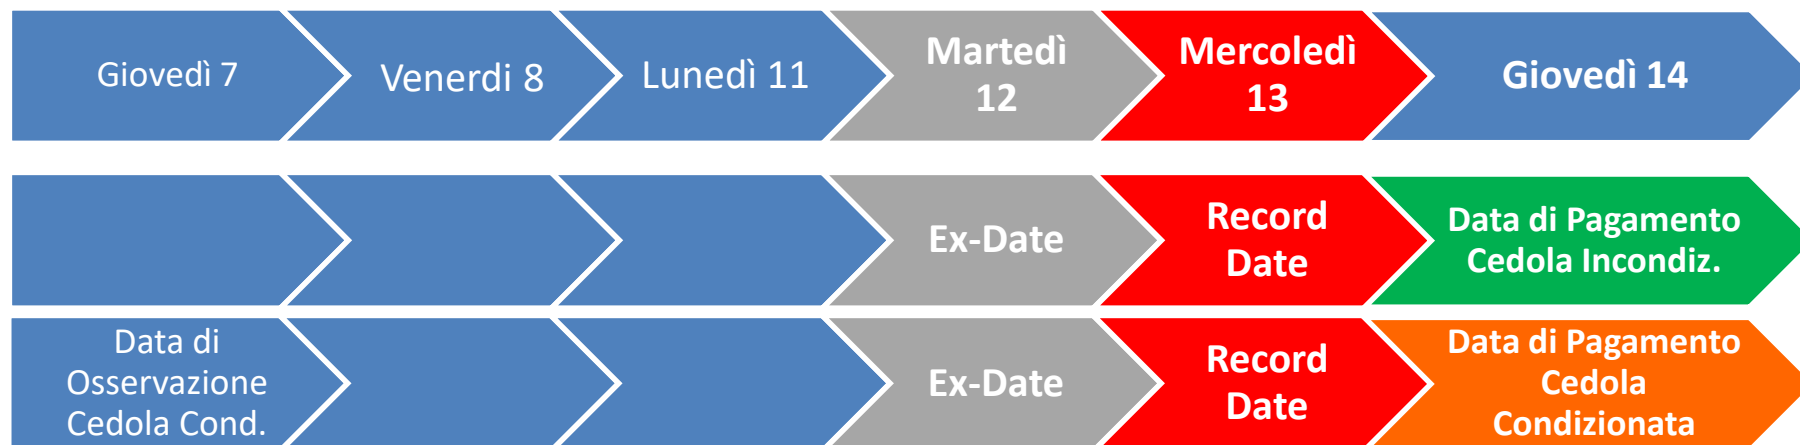 Giovedì 7
Venerdi 8
Lunedì 11
Martedì
12
Mercoledì
13
Giovedì 14
Ex-Date
Record
Date
Data di Pagamento
Cedola Incondiz.
Data di
Osservazione
Cedola Cond.
Ex-Date
Record
Date
Data di Pagamento
Cedola
Condizionata